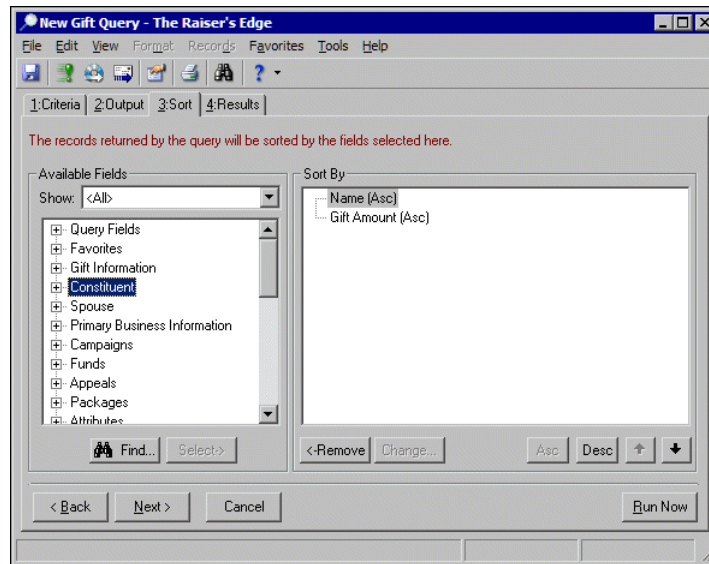 New Gift Query - The Raiser's Edge
File Edit View Format Records Favorites Tools Help
1:Criteria 2:Output 3:Sort 4:Results
The records returned by the query will be sorted by the fields selected here.
Available Fields
Show: <All>
Query Fields
Favorites
Gift Information
Constituent
Spouse
Primary Business Information
Campaigns
Funds
Appeals
Packages
Attributes
Find... Select->
Sort By
Name (Asc)
Gift Amount (Asc)
<-Remove Change... Asc Desc
< Back Next > Cancel Run Now